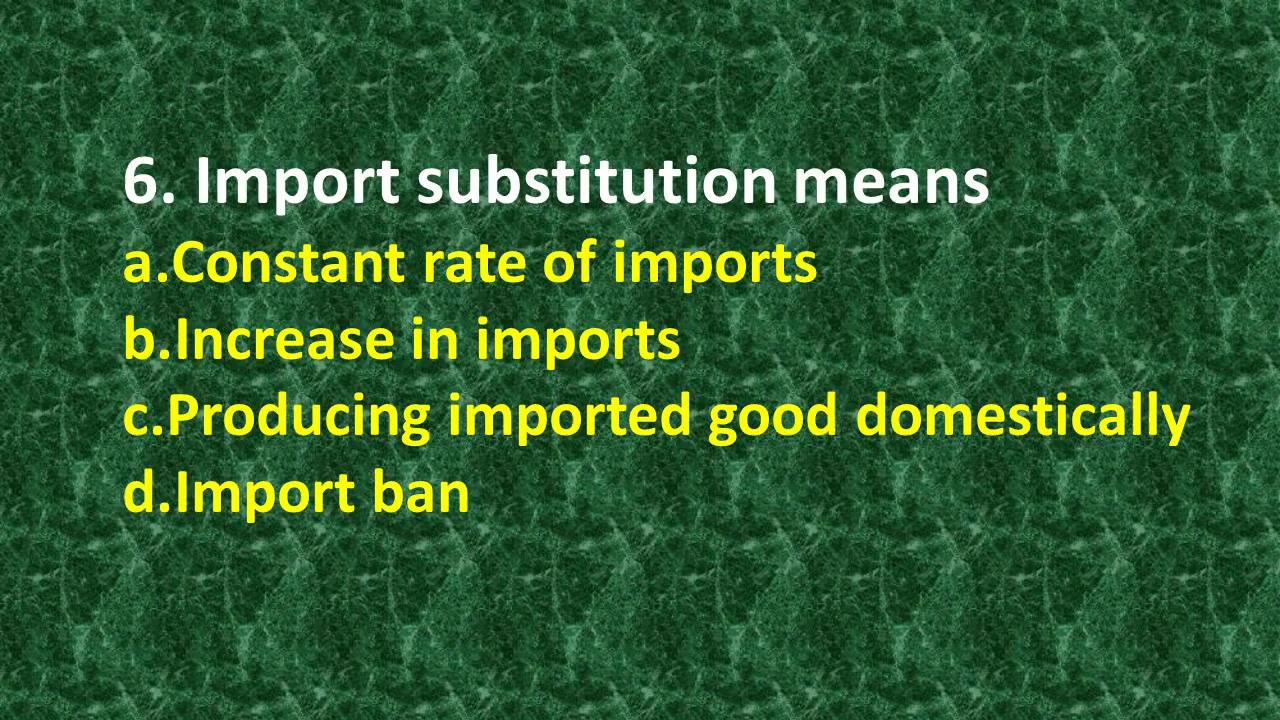 6. Import substitution means
a.Constant rate of imports
b.Increase in imports
c.Producing imported good domestically
d.Import ban